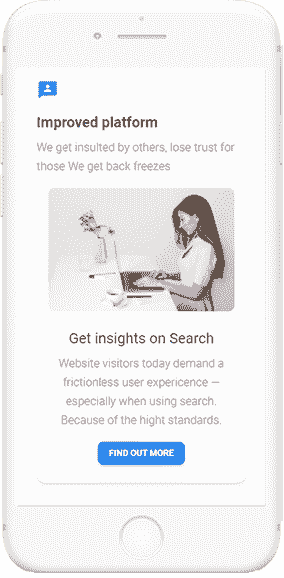 Improved platform
We get insulted by others, lose trust for
those We get back freezes
Get insights on Search
Website visitors today demand a
frictionless user expericence —
especially when using search.
Because of the hight standards.
FIND OUT MORE